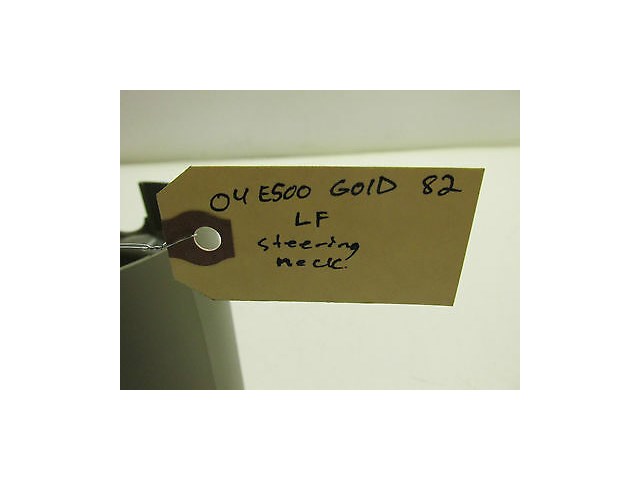 04 E500 GOLD 82
LF
steering
neck.